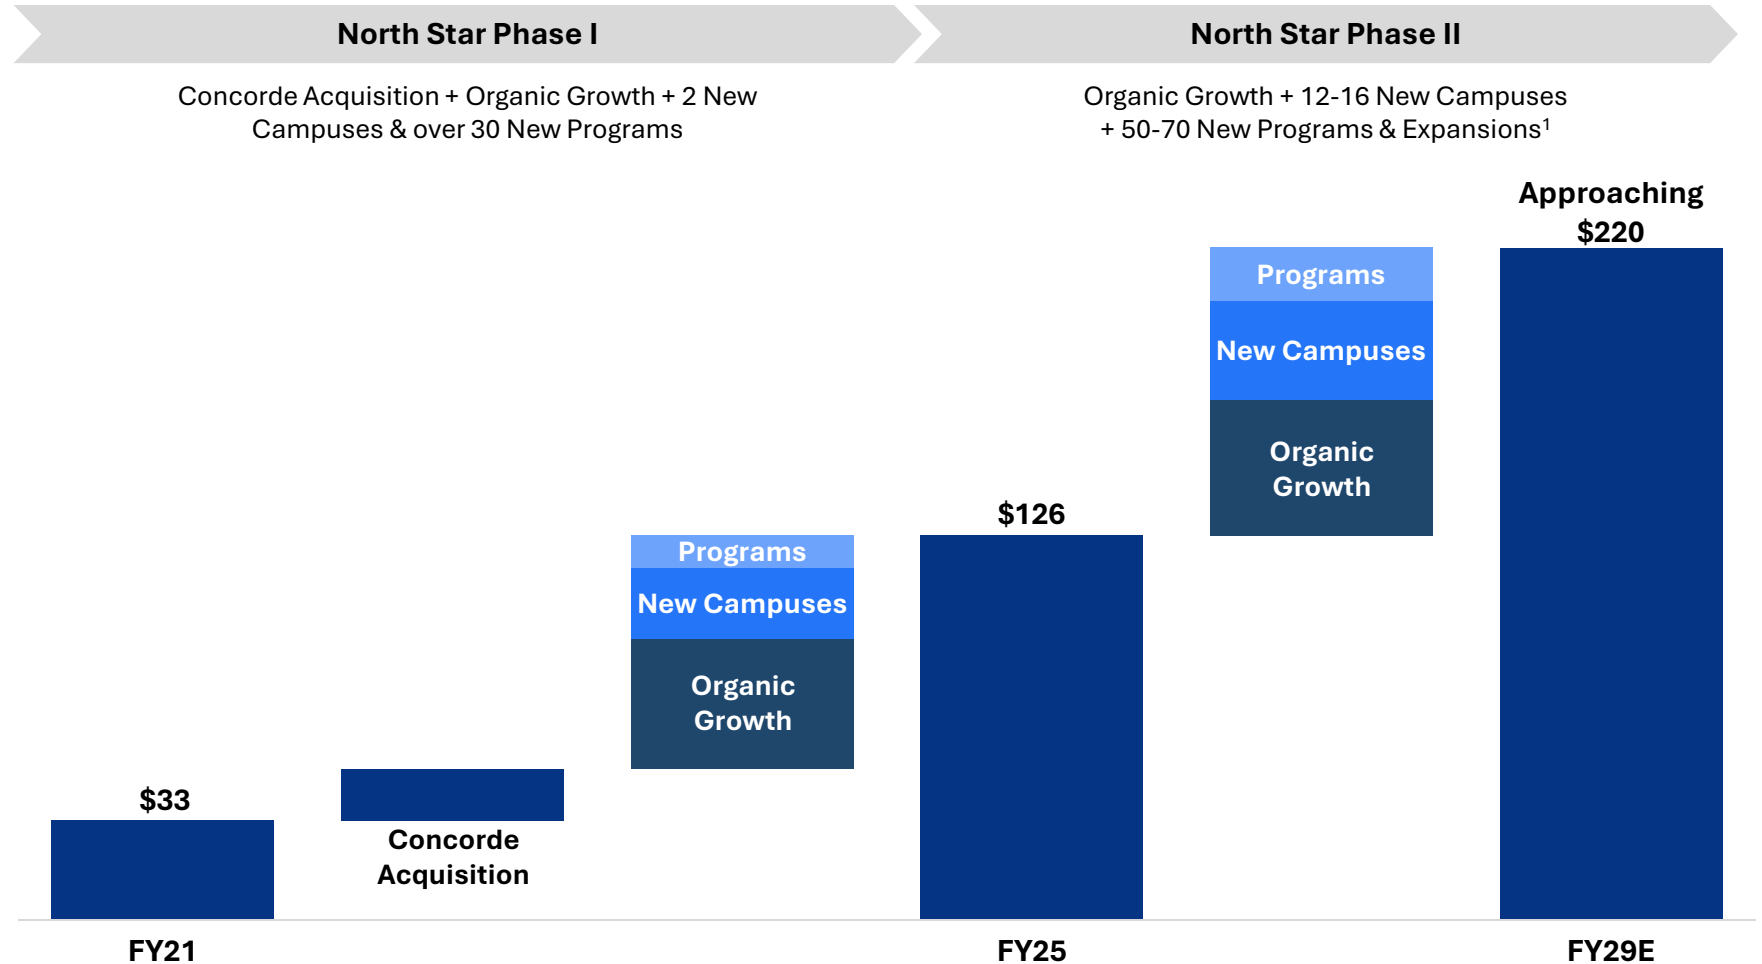 North Star Phase I
North Star Phase II
Concorde Acquisition + Organic Growth + 2 New
Campuses & over 30 New Programs
Organic Growth + 12-16 New Campuses
+ 50-70 New Programs & Expansions¹
Approaching
$220
Programs
New Campuses
Organic
Growth
$126
Programs
New Campuses
Organic
Growth
$33
Concorde
Acquisition
FY21
FY25
FY29E